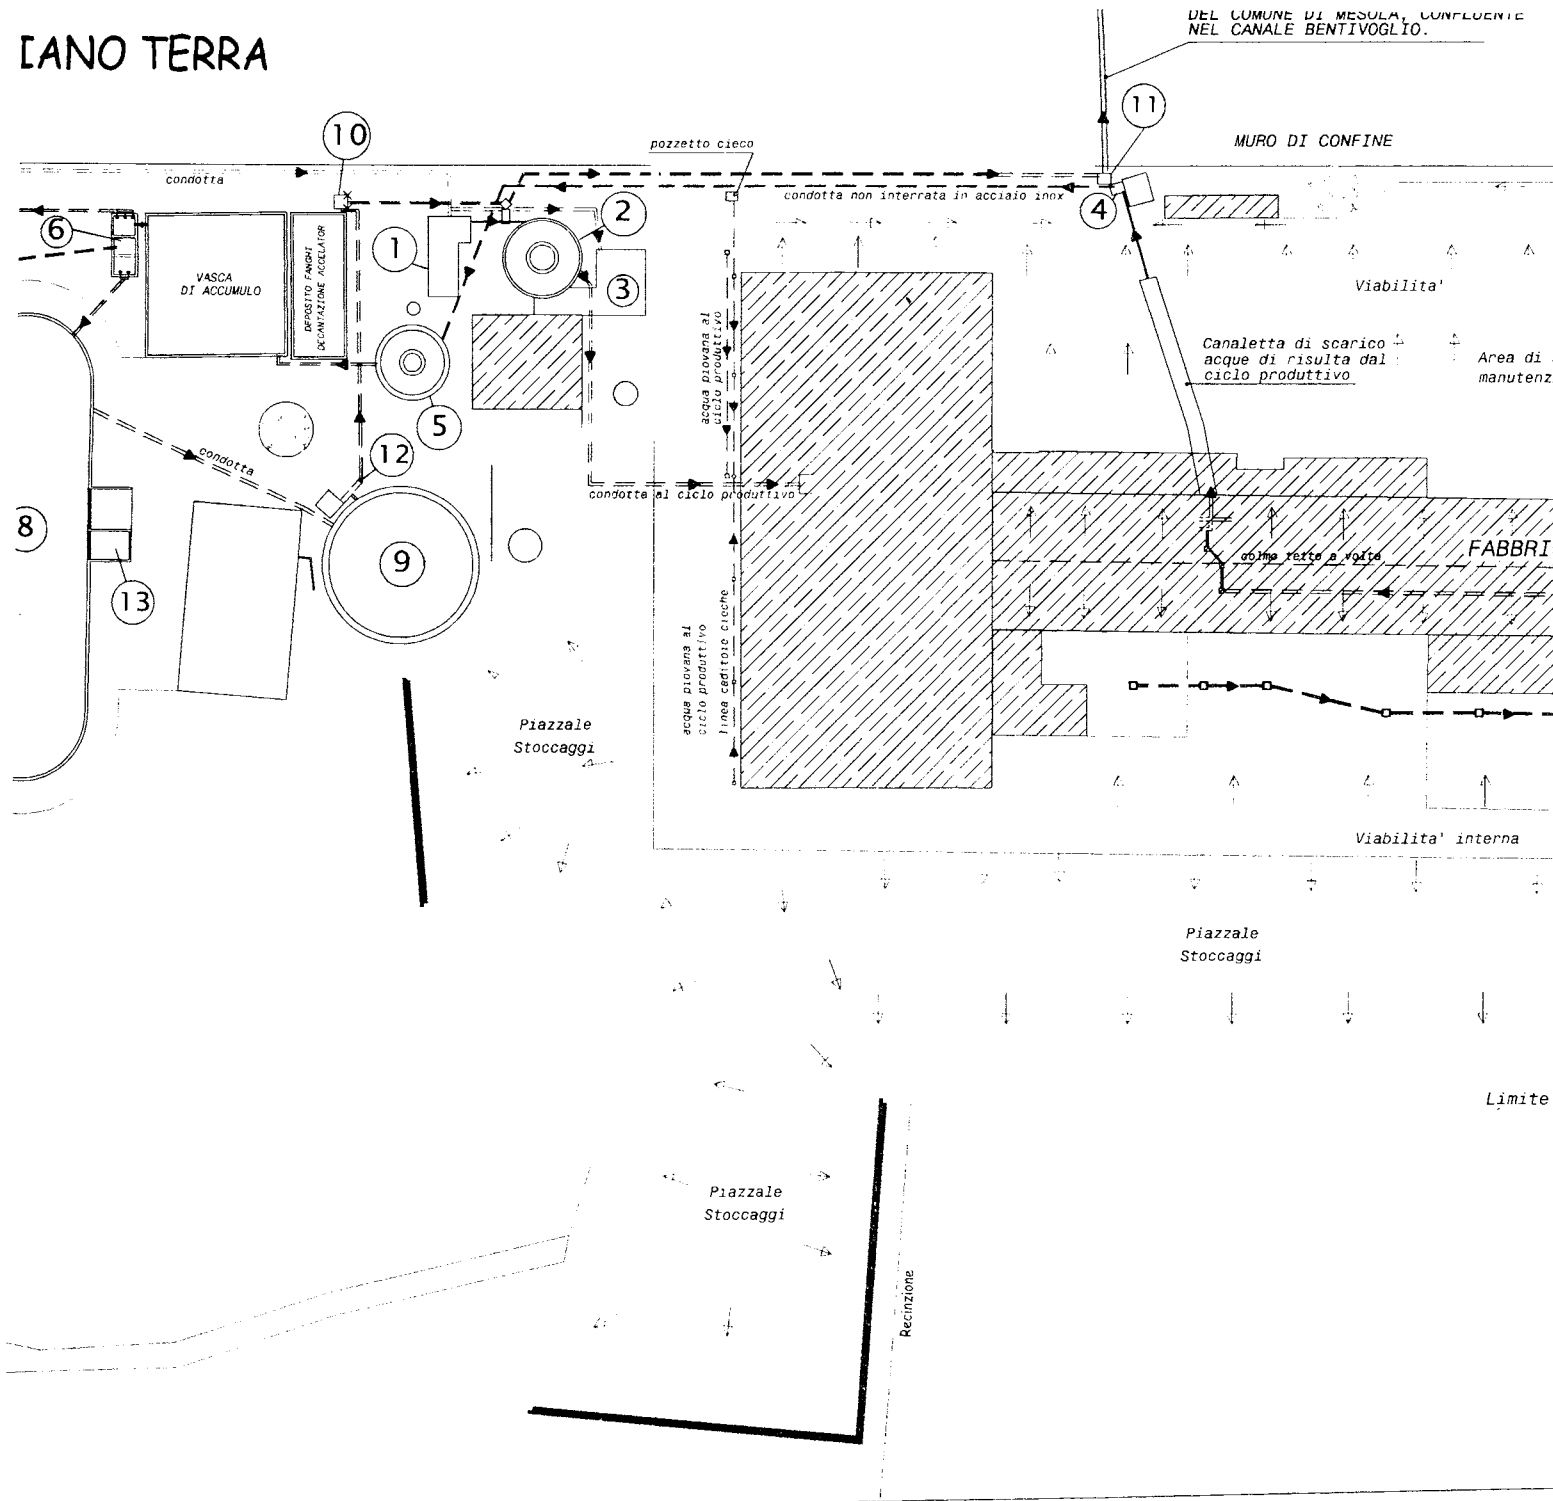 IANO TERRA
DEL COMUNE DI MESOLA, CONFLUENTE
NEL CANALE BENTIVOGLIO.
11
10
MURO DI CONFINE
pozzetto cieco
condotta
condotta non interrata in acciaio inox
2
4
6
1
3
VASCA
DI ACCUMULO
DEPOSITO FANGHI
DECANTAZIONE ACCELATOR
Viabilita'
acqua piovana al
ciclo produttivo
Canaletta di scarico
acque di risulta dal
ciclo produttivo
Area di
manutenz
5
12
condotta
condotte al ciclo produttivo
8
9
13
colmo tetto a volta
FABBRI
acqua piovana al
ciclo produttivo
linea caditoie cieche
Piazzale
Stoccaggi
Viabilita' interna
Piazzale
Stoccaggi
Limite
Piazzale
Stoccaggi
Recinzione